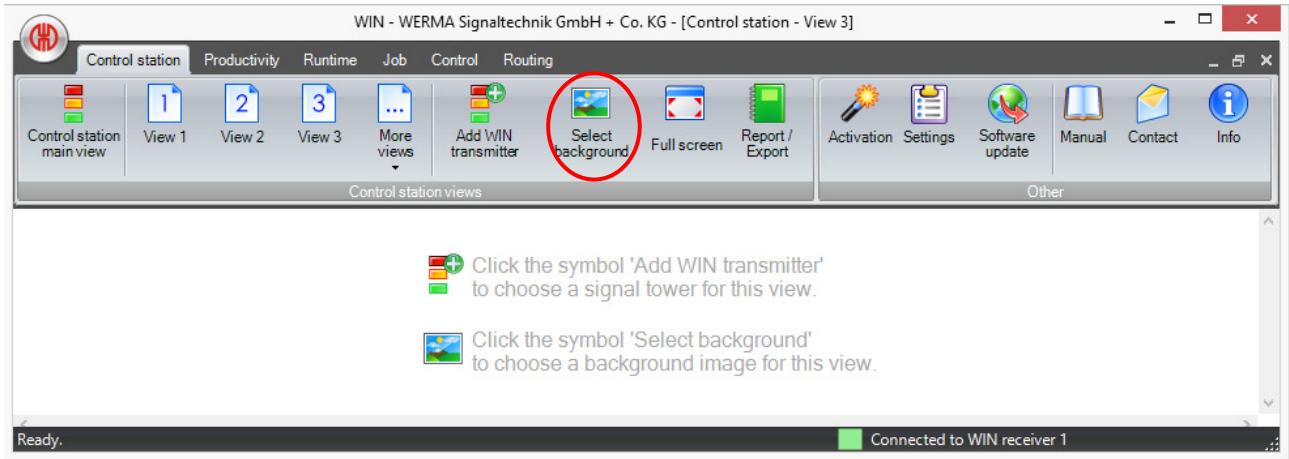 WIN - WERMA Signaltechnik GmbH + Co. KG - [Control station - View 3]
Control station Productivity Runtime Job Control Routing
Control station main view
1
View 1
2
View 2
3
View 3
...
More views
Add WIN transmitter
Select background
Full screen
Report / Export
Activation
Settings
Software update
Manual
Contact
i
Info
Control station views
Other
Click the symbol 'Add WIN transmitter'
to choose a signal tower for this view.
Click the symbol 'Select background'
to choose a background image for this view.
Ready.
Connected to WIN receiver 1